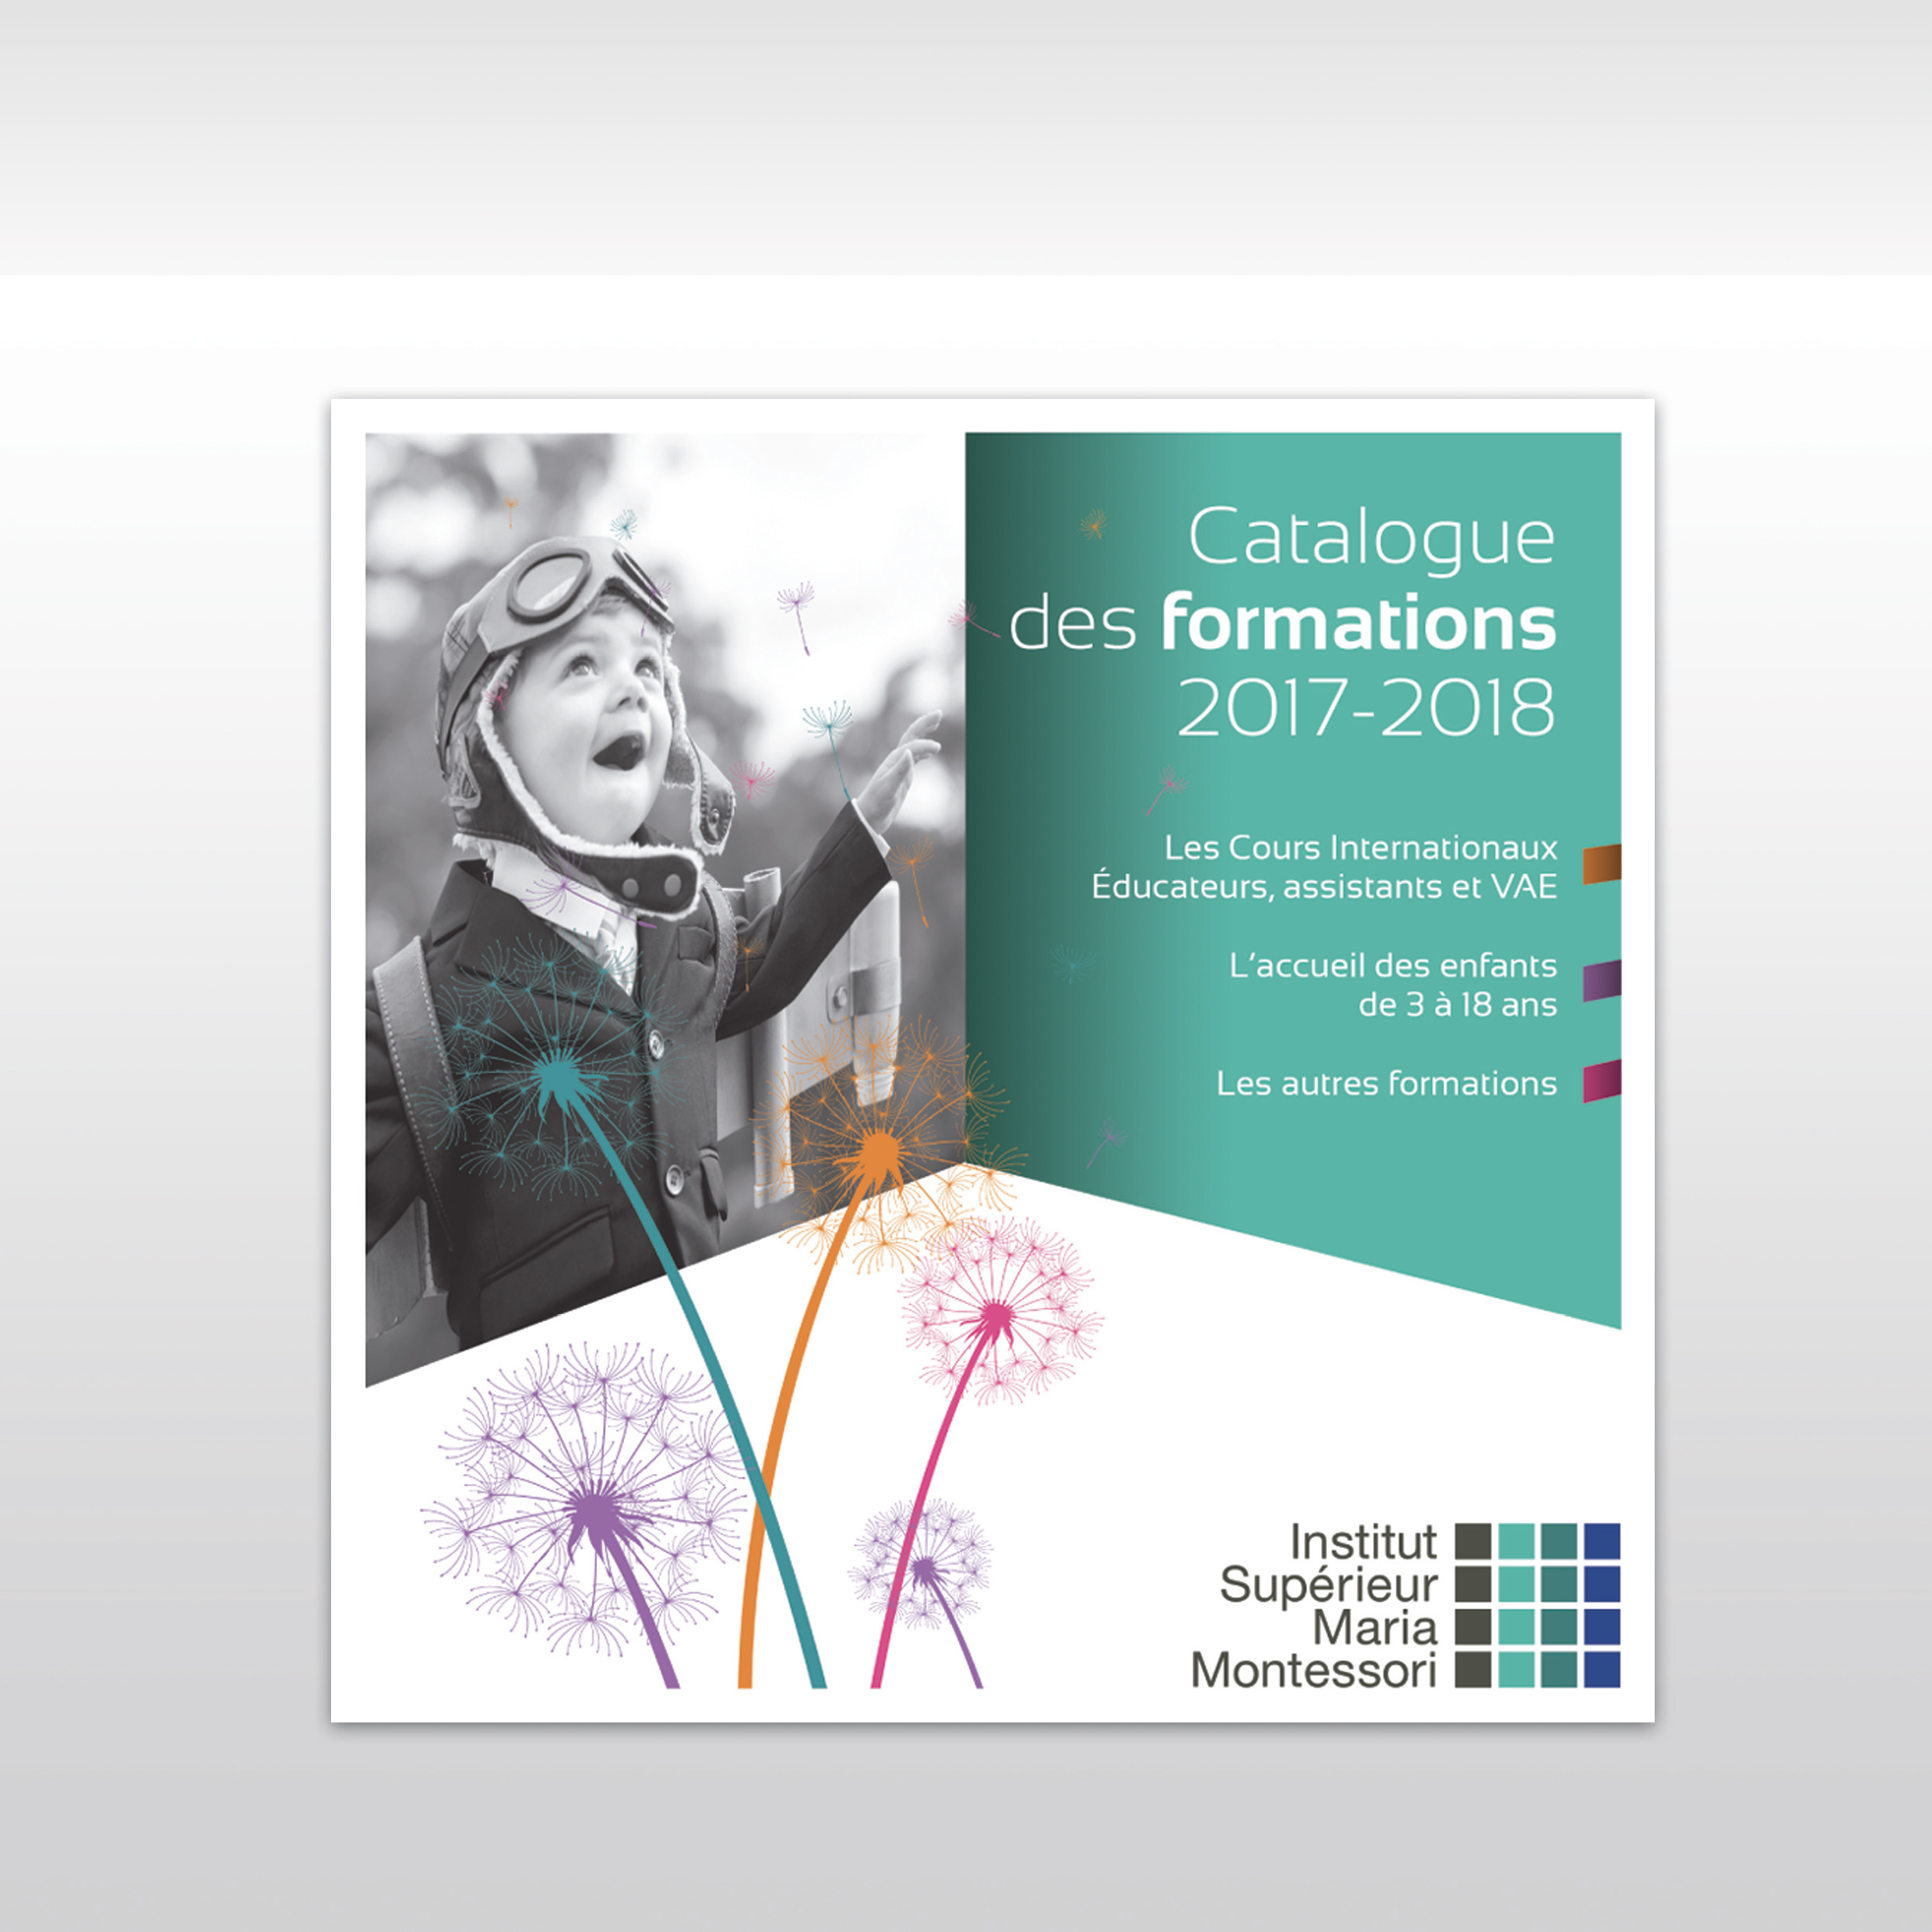 Catalogue
des formations
2017-2018
Les Cours Internationaux
Éducateurs, assistants et VAE
L'accueil des enfants
de 3 à 18 ans
Les autres formations
Institut
Supérieur
Maria
Montessori